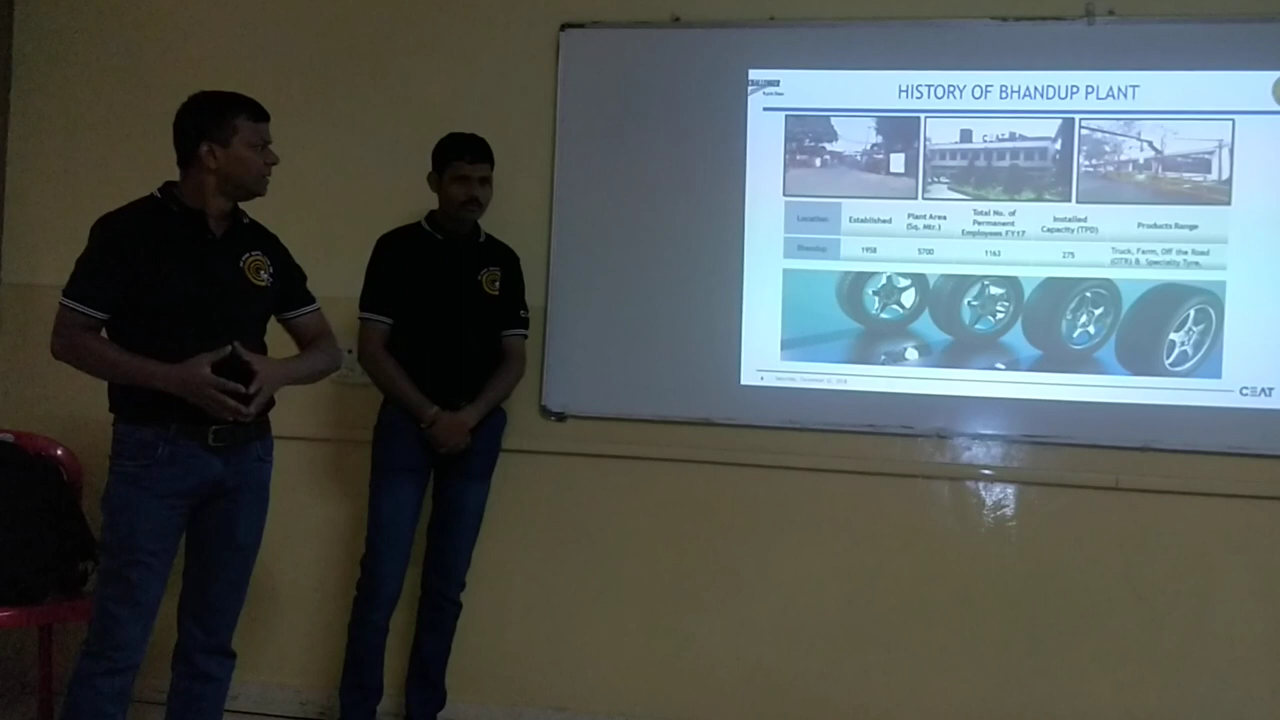 CHALLENGER
HISTORY OF BHANDUP PLANT
CEAT
Location Established Plant Area (Sq. Mtr.) Total No. of Permanent Employees FY17 Installed Capacity (TPD) Products Range
Bhandup 1958 5700 1163 275 Truck, Farm, Off the Road (OTR) & Specialty Tyre.
CEAT